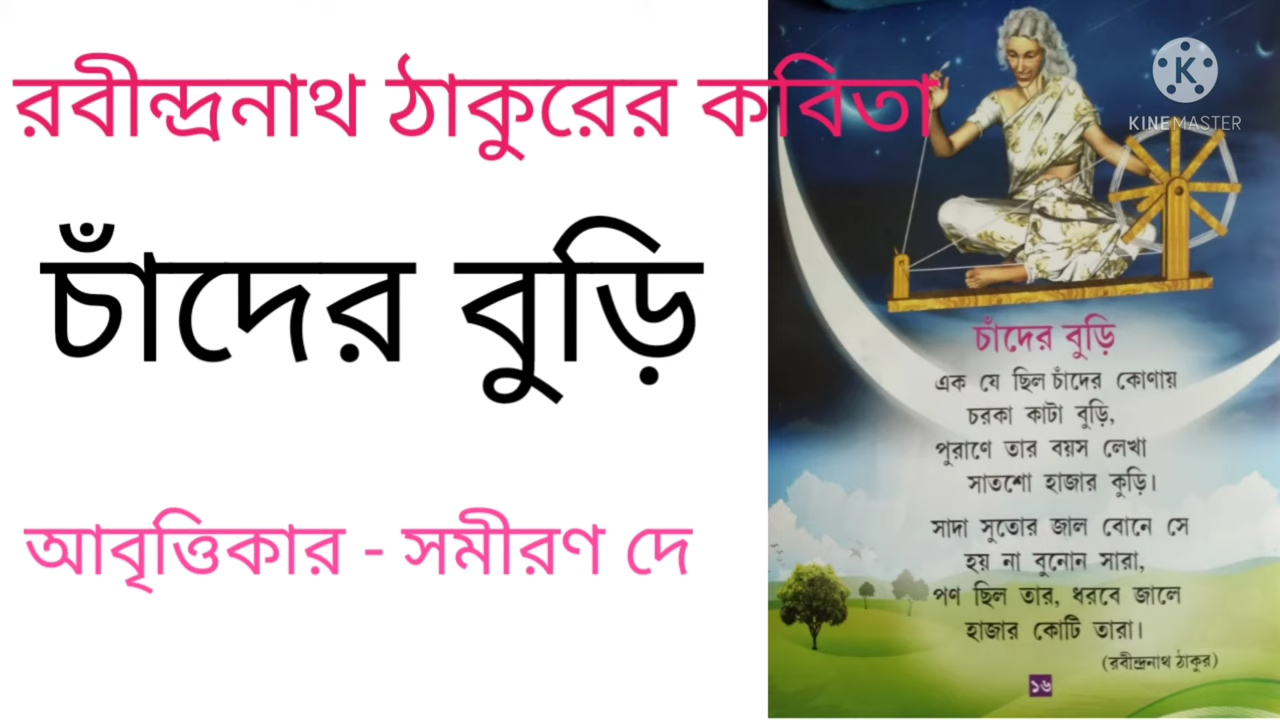 রবীন্দ্রনাথ ঠাকুরের কবিতা
চাঁদের বুড়ি
আবৃত্তিকার - সমীরণ দে
KINEMASTER
চাঁদের বুড়ি
এক যে ছিল চাঁদের কোণায়
চরকা কাটা বুড়ি,
পুরাণে তার বয়স লেখা
সাতশো হাজার কুড়ি।
সাদা সুতোর জাল বোনে সে
হয় না বুনোন সারা,
পণ ছিল তার, ধরবে জালে
হাজার কোটি তারা।
(রবীন্দ্রনাথ ঠাকুর)
১৬